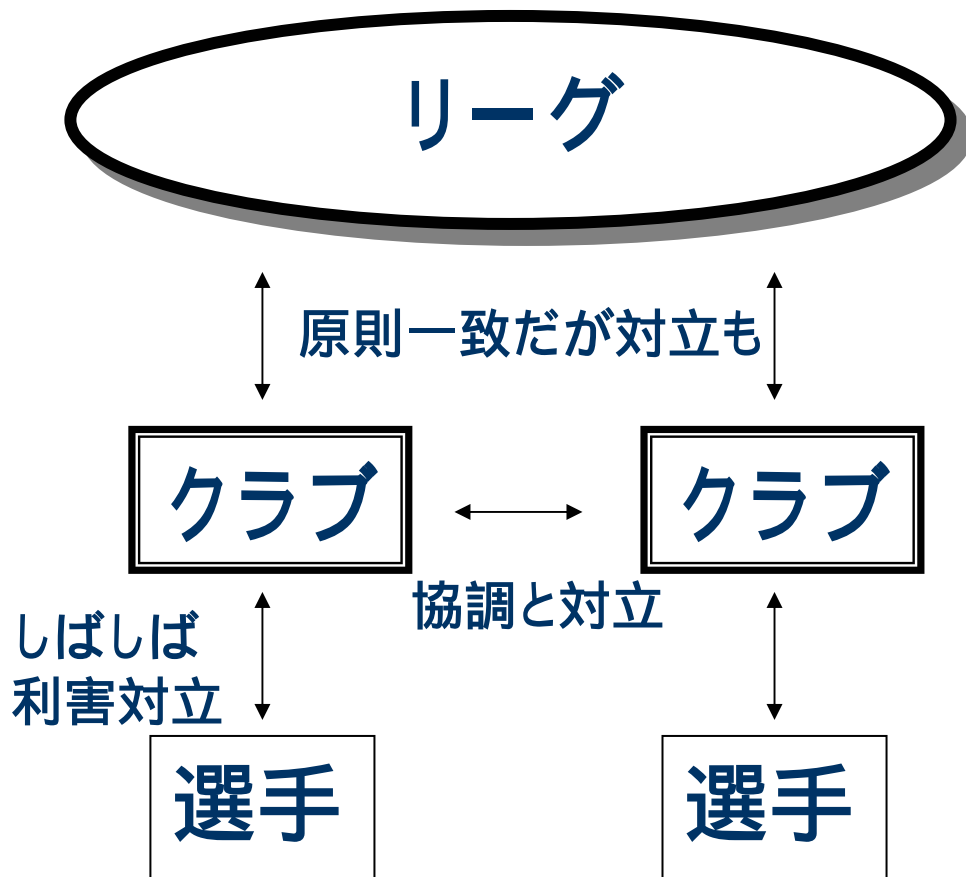 リーグ
原則一致だが対立も
クラブ
クラブ
協調と対立
しばしば
利害対立
選手
選手